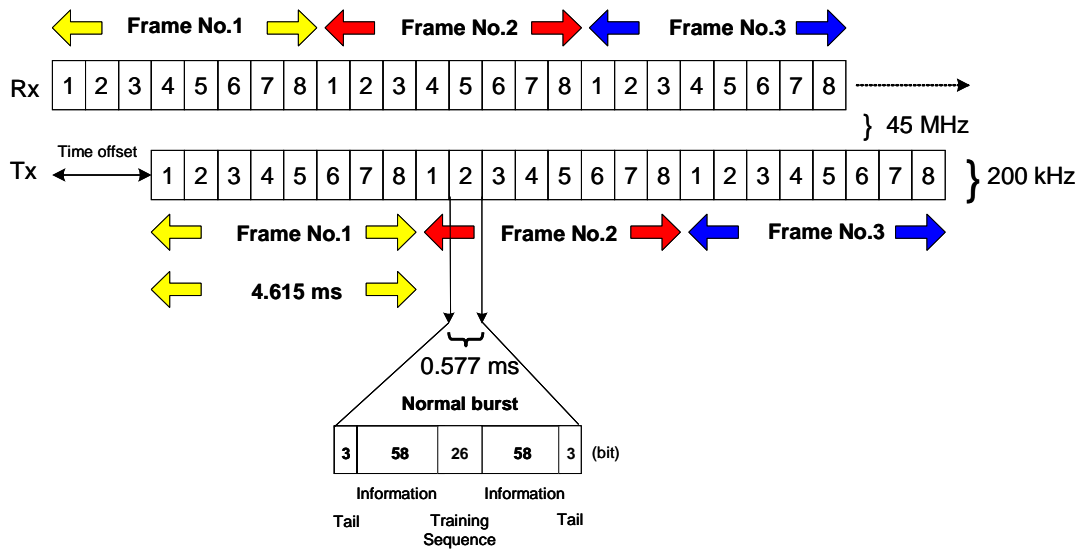 Frame No.1 Frame No.2 Frame No.3
Rx 1 2 3 4 5 6 7 8 1 2 3 4 5 6 7 8 1 2 3 4 5 6 7 8
} 45 MHz
Time offset
Tx 1 2 3 4 5 6 7 8 1 2 3 4 5 6 7 8 1 2 3 4 5 6 7 8 } 200 kHz
Frame No.1 Frame No.2 Frame No.3
4.615 ms
0.577 ms
Normal burst
3 58 26 58 3 (bit)
Information Information
Tail Training Tail
Sequence